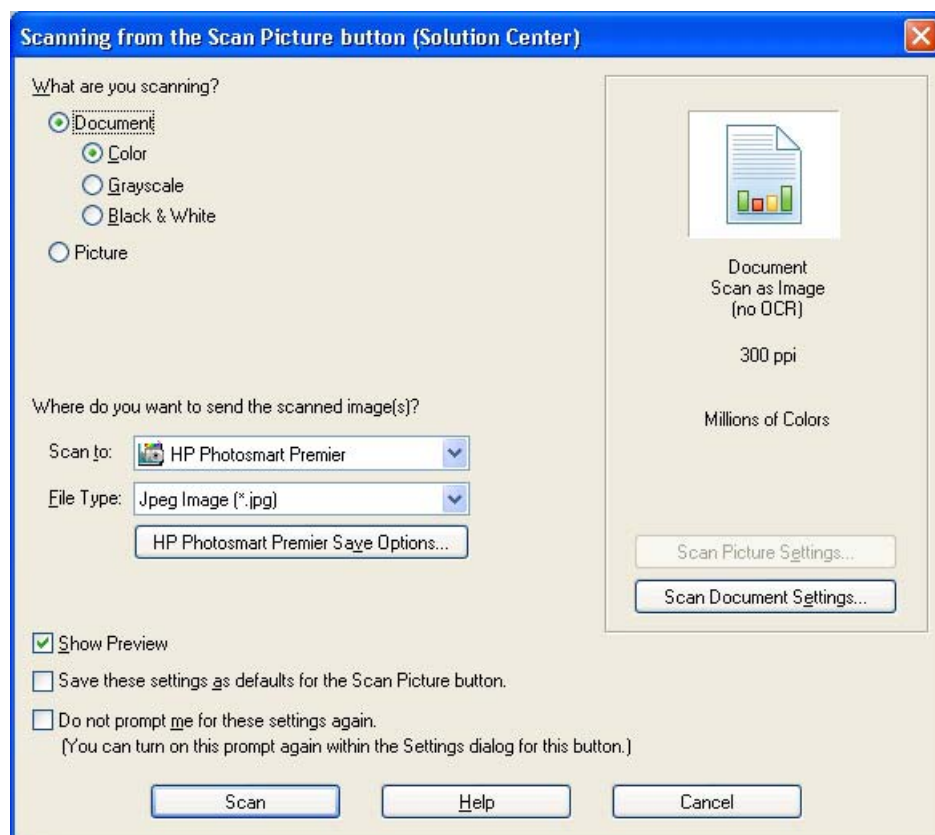 Scanning from the Scan Picture button (Solution Center)
What are you scanning?
Document
Color
Grayscale
Black & White
Picture
Document
Scan as Image
(no OCR)
300 ppi
Millions of Colors
Where do you want to send the scanned image(s)?
Scan to: HP Photosmart Premier
File Type: Jpeg Image (*.jpg)
HP Photosmart Premier Save Options...
Scan Picture Settings...
Scan Document Settings...
Show Preview
Save these settings as defaults for the Scan Picture button.
Do not prompt me for these settings again.
(You can turn on this prompt again within the Settings dialog for this button.)
Scan Help Cancel